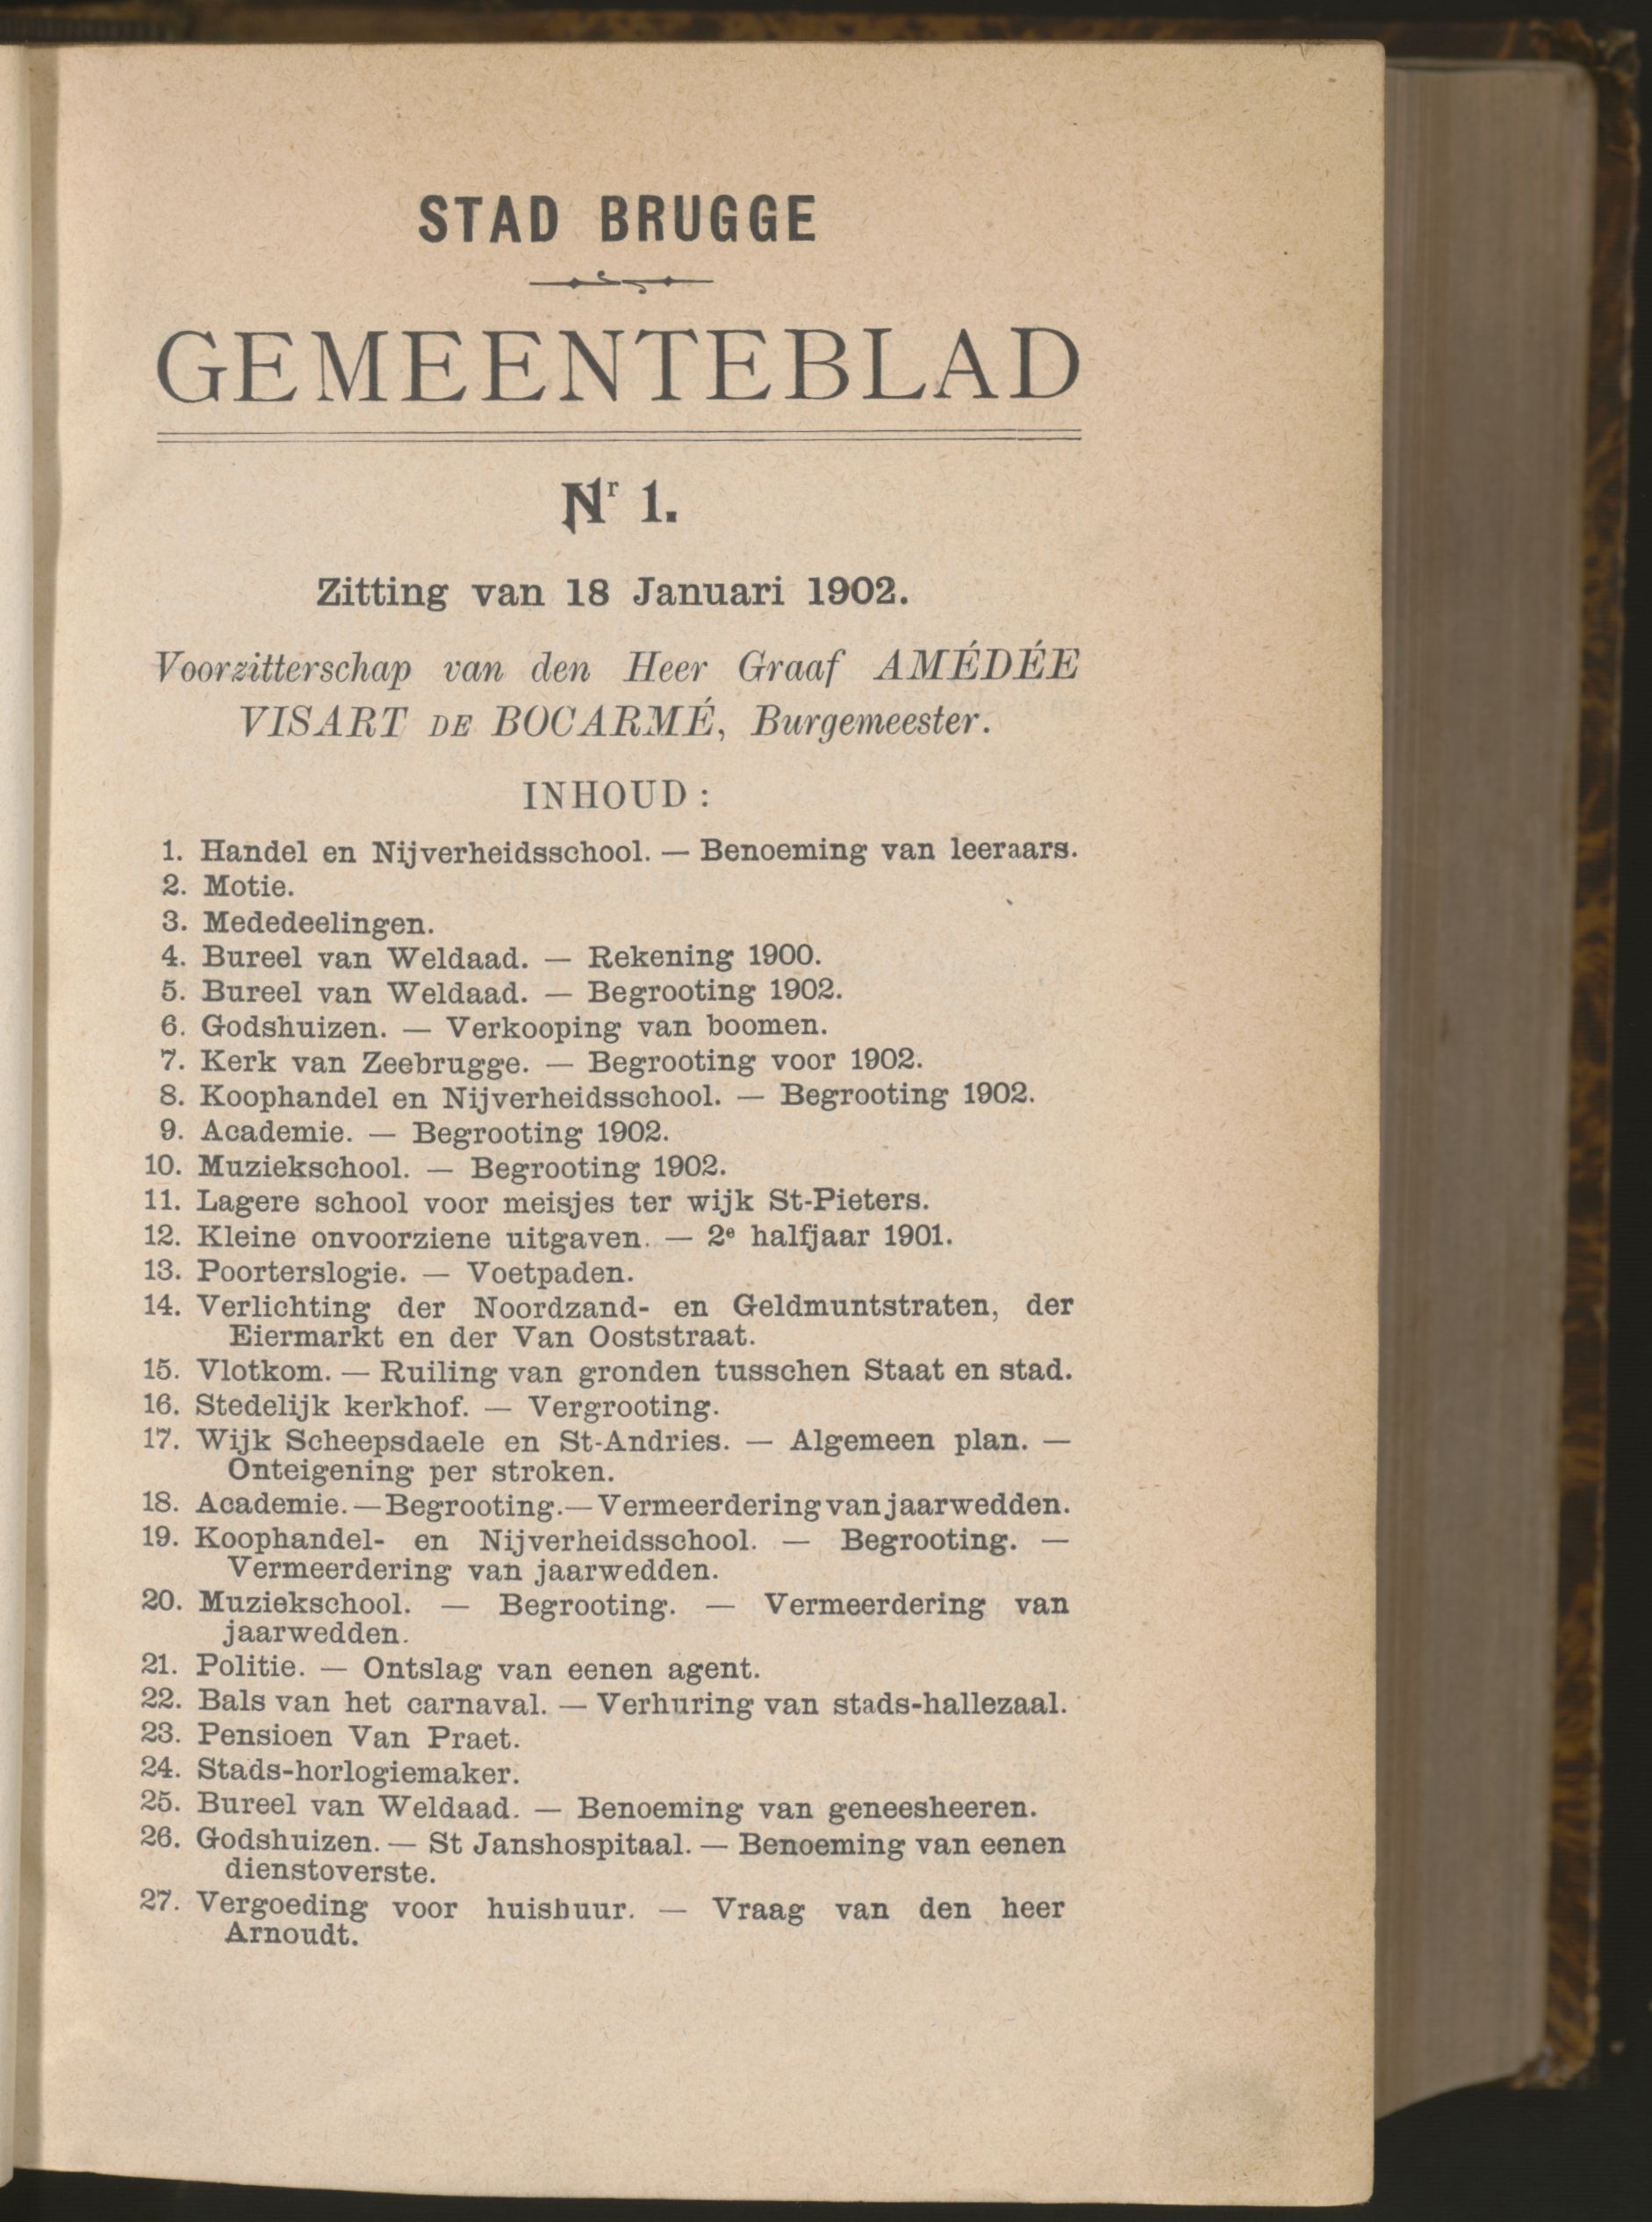 STAD BRUGGE
GEMEENTEBLAD
Nr 1.
Zitting van 18 Januari 1902.
Voorzitterschap van den Heer Graaf AMÉDÉE
VISART DE BOCARMÉ, Burgemeester.
INHOUD :
1. Handel en Nijverheidsschool. — Benoeming van leeraars.
2. Motie.
3. Mededeelingen.
4. Bureel van Weldaad. — Rekening 1900.
5. Bureel van Weldaad. — Begrooting 1902.
6. Godshuizen. — Verkooping van boomen.
7. Kerk van Zeebrugge. — Begrooting voor 1902.
8. Koophandel en Nijverheidsschool. — Begrooting 1902.
9. Academie. — Begrooting 1902.
10. Muziekschool. — Begrooting 1902.
11. Lagere school voor meisjes ter wijk St-Pieters.
12. Kleine onvoorziene uitgaven. — 2e halfjaar 1901.
13. Poorterslogie. — Voetpaden.
14. Verlichting der Noordzand- en Geldmuntstraten, der
Eiermarkt en der Van Ooststraat.
15. Vlotkom. — Ruiling van gronden tusschen Staat en stad.
16. Stedelijk kerkhof. — Vergrooting.
17. Wijk Scheepsdaele en St-Andries. — Algemeen plan. —
Onteigening per stroken.
18. Academie. — Begrooting. — Vermeerdering van jaarwedden.
19. Koophandel- en Nijverheidsschool. — Begrooting. —
Vermeerdering van jaarwedden.
20. Muziekschool. — Begrooting. — Vermeerdering van
jaarwedden.
21. Politie. — Ontslag van eenen agent.
22. Bals van het carnaval. — Verhuring van stads-hallezaal.
23. Pensioen Van Praet.
24. Stads-horlogiemaker.
25. Bureel van Weldaad. — Benoeming van geneesheeren.
26. Godshuizen. — St Janshospitaal. — Benoeming van eenen
dienstoverste.
27. Vergoeding voor huishuur. — Vraag van den heer
Arnoudt.